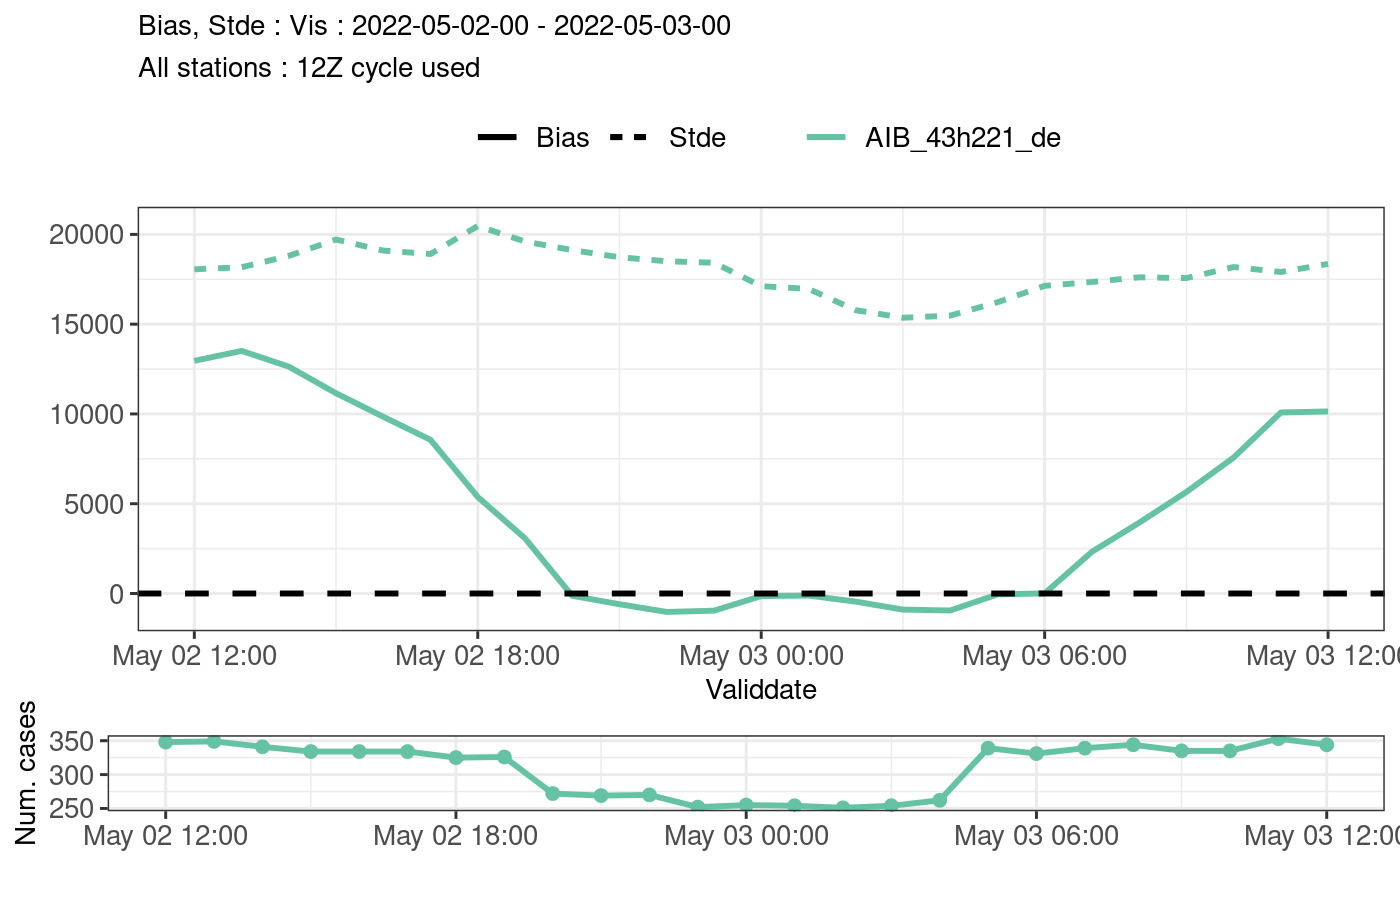 Bias, Stde : Vis : 2022-05-02-00 - 2022-05-03-00
All stations : 12Z cycle used
Bias Stde AIB_43h221_de
20000
15000
10000
5000
0
May 02 12:00 May 02 18:00 May 03 00:00 May 03 06:00 May 03 12:00
Validdate
Num. cases
350
300
250
May 02 12:00 May 02 18:00 May 03 00:00 May 03 06:00 May 03 12:00